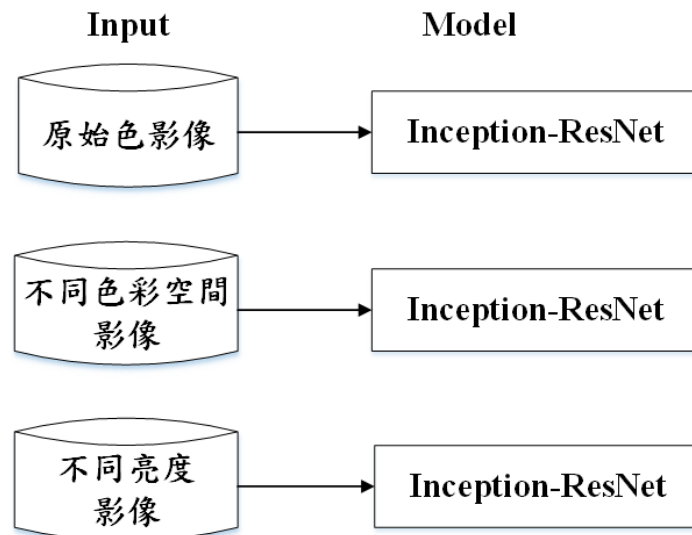 Input
Model
原始色影像
Inception-ResNet
不同色彩空間
影像
Inception-ResNet
不同亮度
影像
Inception-ResNet